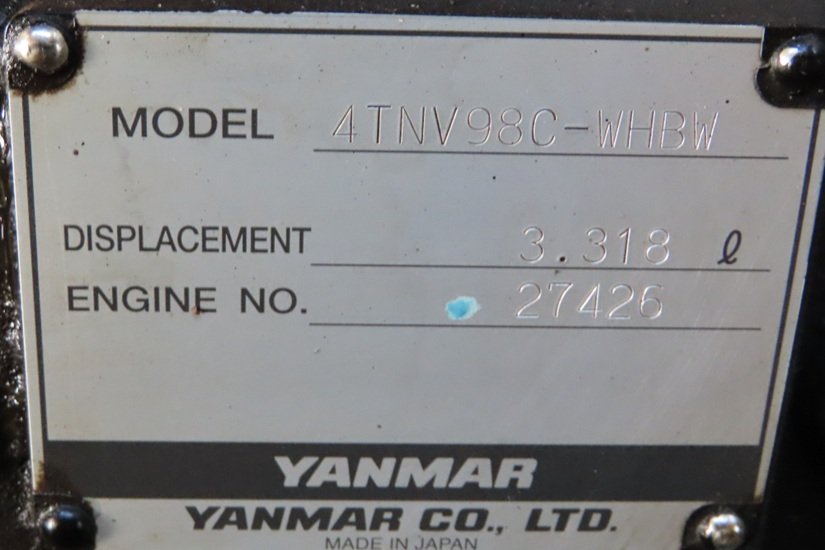 MODEL 4TNV98C-WHBW
DISPLACEMENT 3.318 ℓ
ENGINE NO. 27426
YANMAR
YANMAR CO., LTD.
MADE IN JAPAN